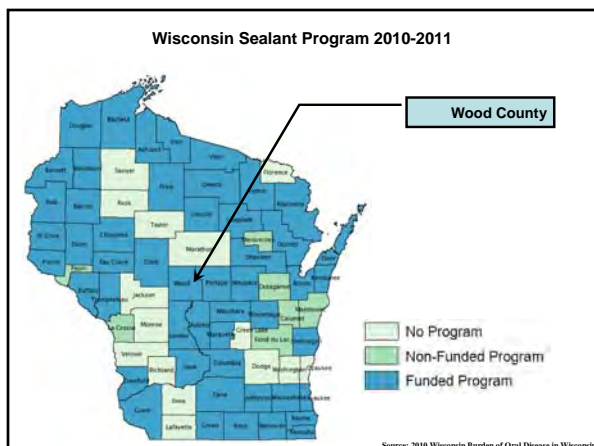 Wisconsin Sealant Program 2010-2011
Wood County
Douglas
Bayfield
Ashland
Iron
Vilas
Florence
Sawyer
Burnett
Washburn
Price
Oneida
Forest
Marinette
Polk
Barron
Rusk
Lincoln
Langlade
Taylor
Marathon
Menominee
Oconto
St Croix
Dunn
Chippewa
Shawano
Door
Pierce
Pepin
Eau Claire
Clark
Buffalo
Trempealeau
Jackson
Wood
Portage
Waupaca
Outagamie
Brown
Kewaunee
Monroe
Juneau
Adams
Waushara
Winnebago
Calumet
Manitowoc
La Crosse
Marquette
Green Lake
Fond du Lac
Sheboygan
Vernon
Richland
Sauk
Columbia
Dodge
Washington
Ozaukee
Crawford
Grant
Iowa
Dane
Jefferson
Waukesha
Lafayette
Green
Rock
Walworth
Racine
Kenosha
No Program
Non-Funded Program
Funded Program
Source: 2010 Wisconsin Burden of Oral Disease in Wisconsin